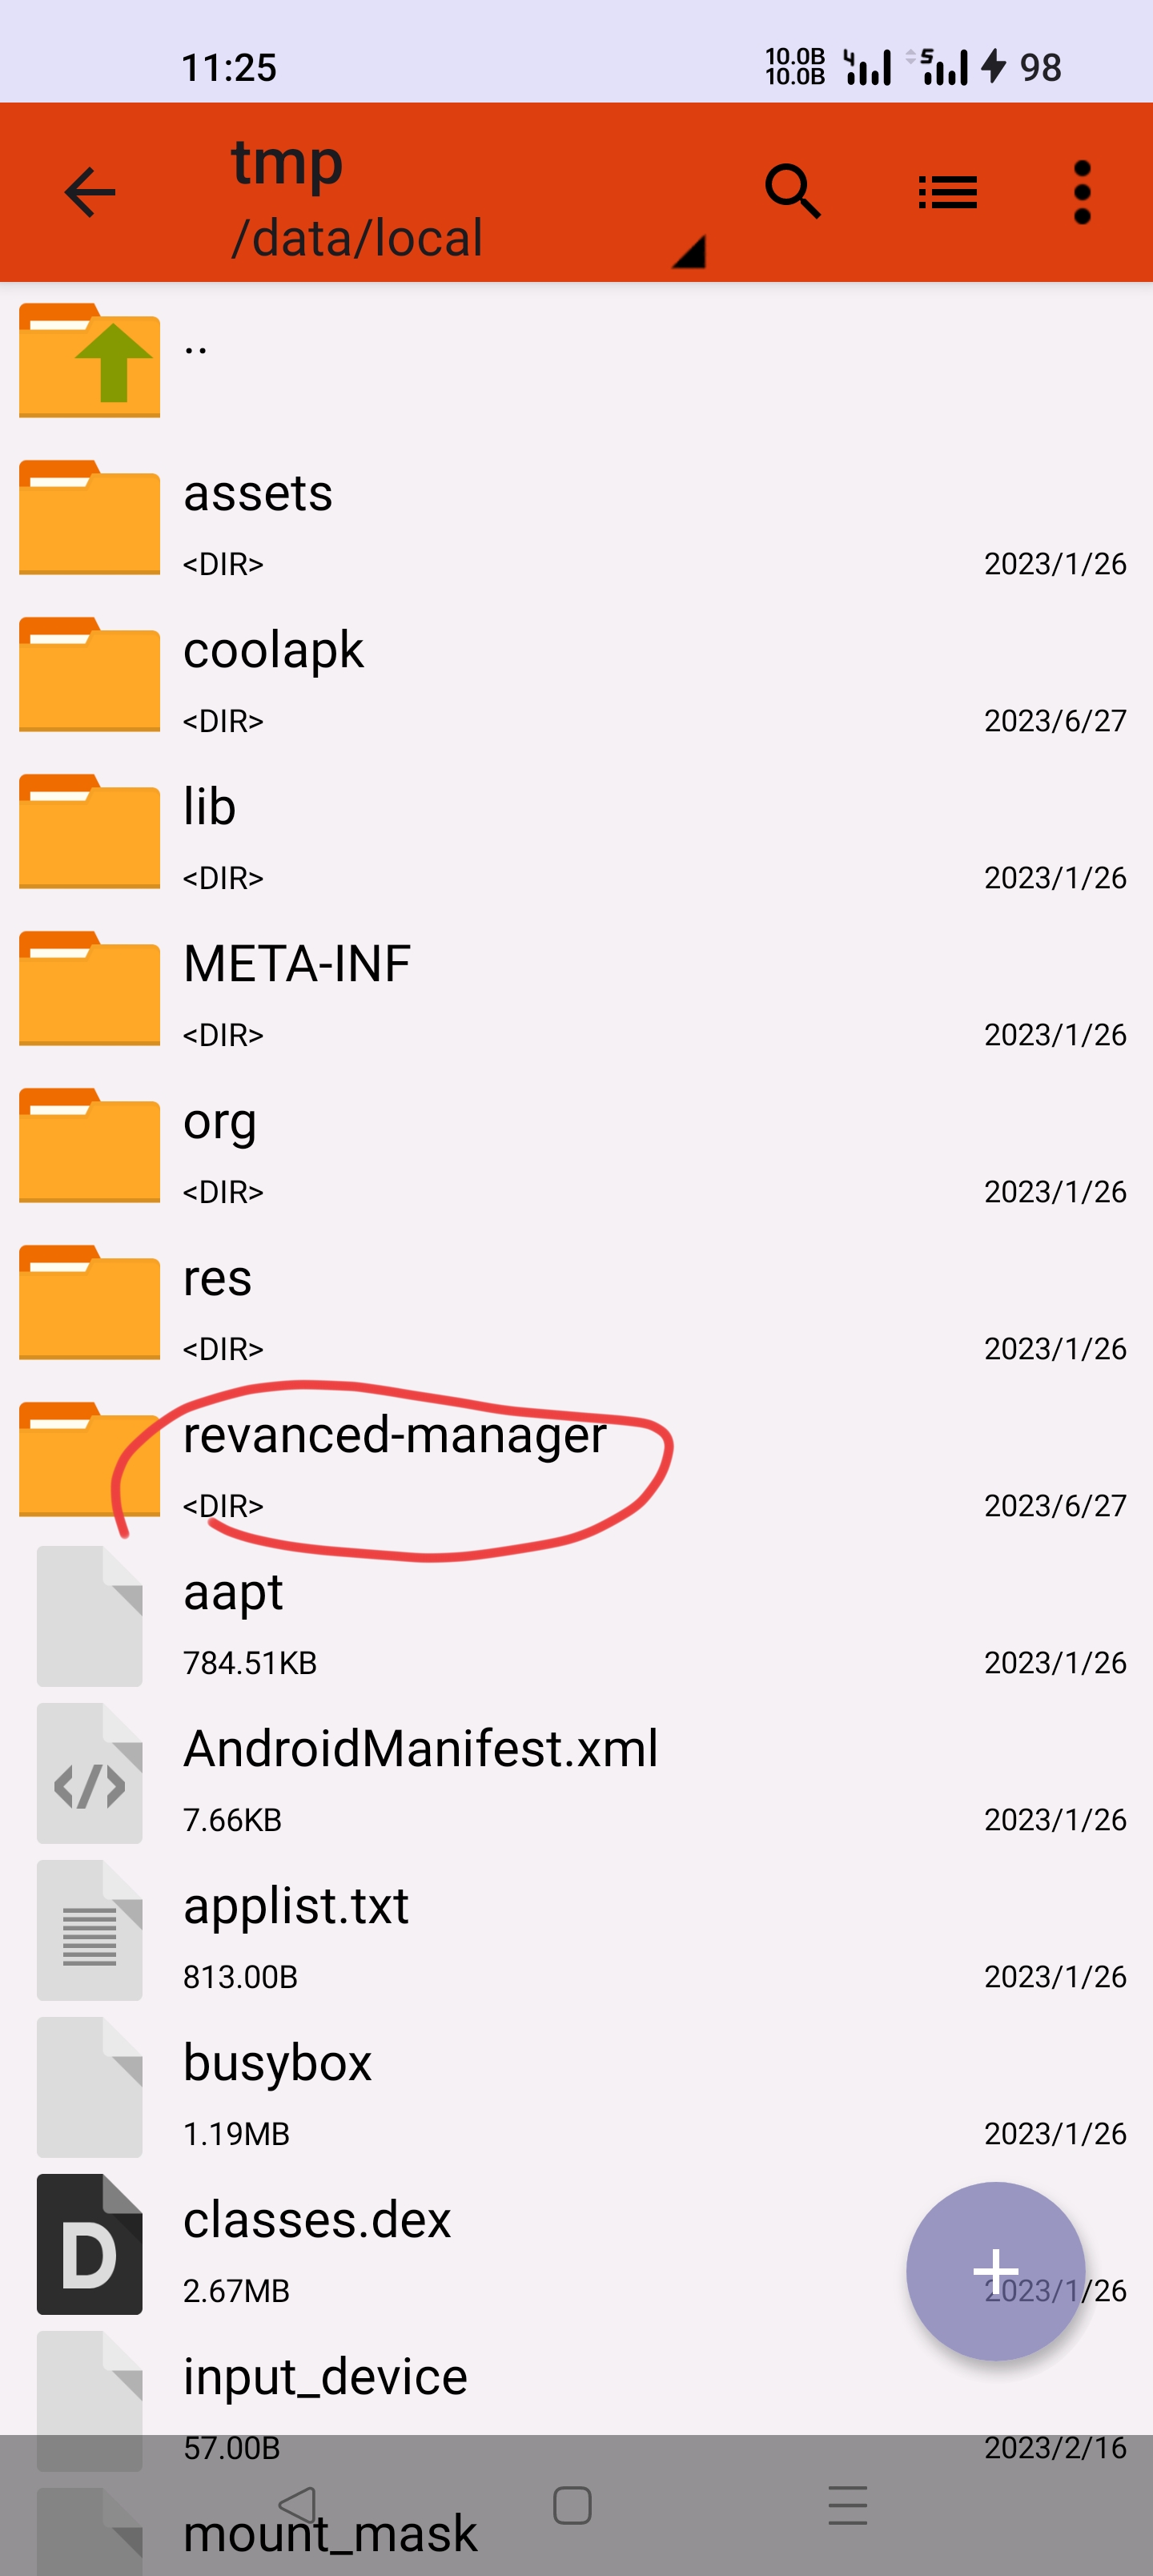 11:25
10.0B
10.0B
4
5
98
tmp
/data/local
..
assets
<DIR>
2023/1/26
coolapk
<DIR>
2023/6/27
lib
<DIR>
2023/1/26
META-INF
<DIR>
2023/1/26
org
<DIR>
2023/1/26
res
<DIR>
2023/1/26
revanced-manager
<DIR>
2023/6/27
aapt
784.51KB
2023/1/26
AndroidManifest.xml
7.66KB
2023/1/26
applist.txt
813.00B
2023/1/26
busybox
1.19MB
2023/1/26
D
classes.dex
2.67MB
2023/1/26
input_device
57.00B
2023/2/16
mount_mask